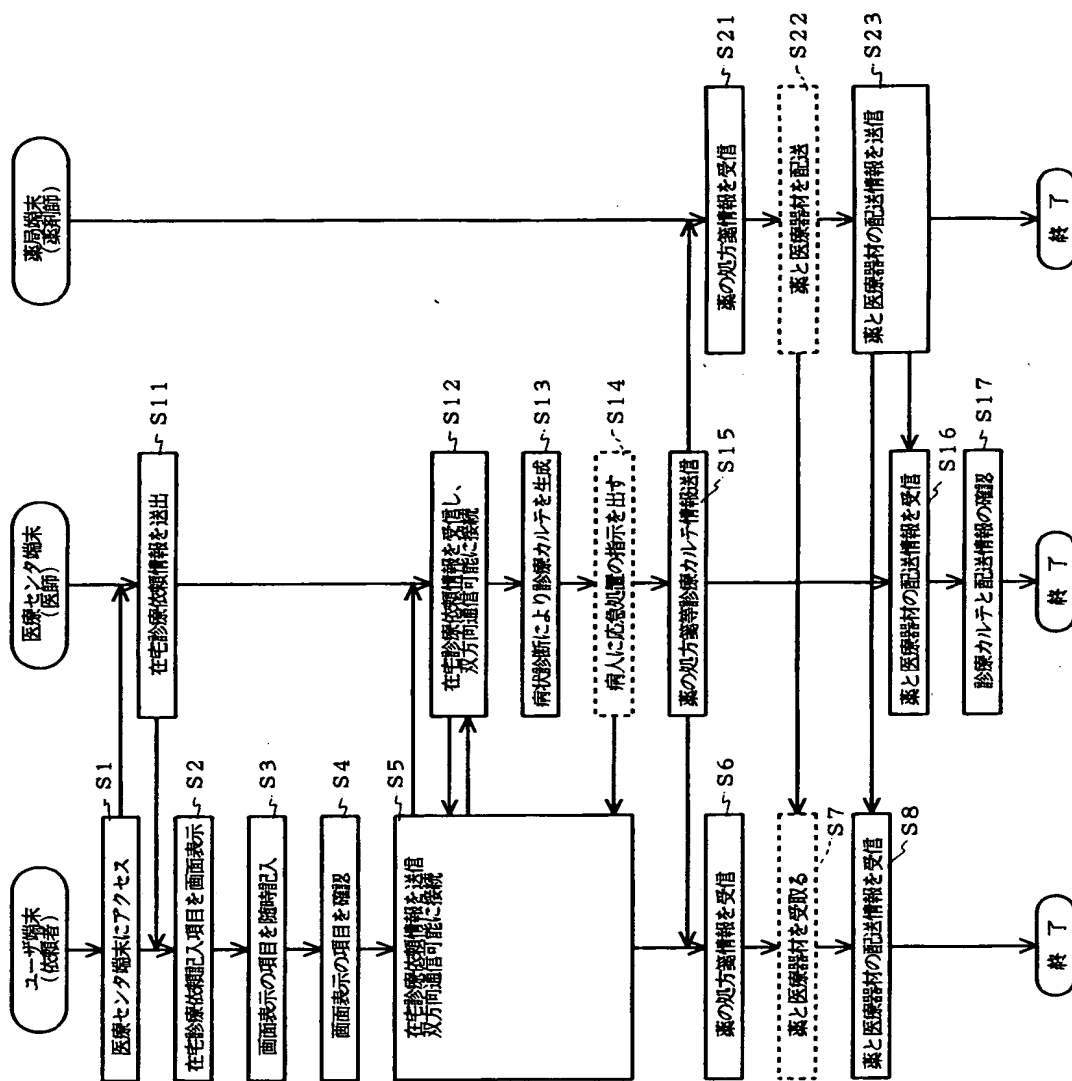 ユーザ端末
(依頼者)
医療センタ端末にアクセス
S1
在宅診療依頼記入項目を画面表示
S2
画面表示の項目を随時記入
S3
画面表示の項目を確認
S4
在宅診療依頼情報を送信
双方向通信可能に接続
S5
薬の処方箋情報を受信
S6
薬と医療器材を受取る
S7
薬と医療器材の配送情報を受信
S8
終了
医療センタ端末
(医師)
在宅診療依頼情報を送出
S11
在宅診療依頼情報を受信し、
双方向通信可能に接続
S12
病状診断により診療カルテを生成
S13
病人に応急処置の指示を出す
S14
薬の処方箋等診療カルテ情報送信
S15
薬と医療器材の配送情報を受信
S16
診療カルテと配送情報の確認
S17
終了
薬局端末
(薬剤師)
薬の処方箋情報を受信
S21
薬と医療器材を配送
S22
薬と医療器材の配送情報を送信
S23
終了